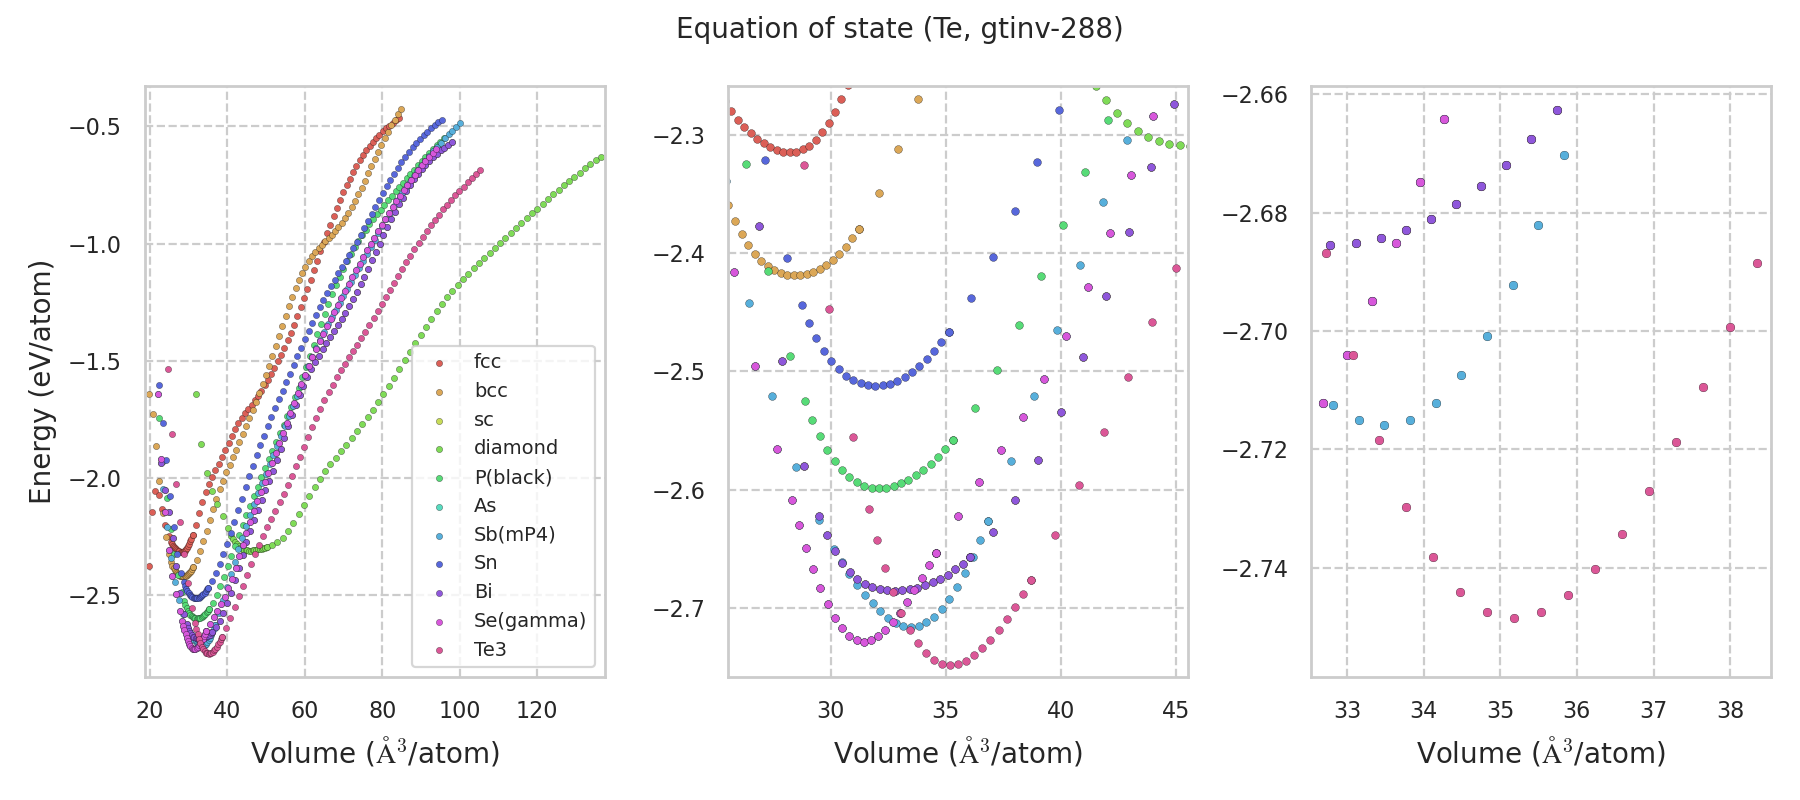 Equation of state (Te, gtinv-288)
Energy (eV/atom)
−0.5
−1.0
−1.5
−2.0
−2.5
20 40 60 80 100 120
Volume (Å³/atom)
fcc
bcc
sc
diamond
P(black)
As
Sb(mP4)
Sn
Bi
Se(gamma)
Te3
−2.3
−2.4
−2.5
−2.6
−2.7
30 35 40 45
Volume (Å³/atom)
−2.66
−2.68
−2.70
−2.72
−2.74
33 34 35 36 37 38
Volume (Å³/atom)